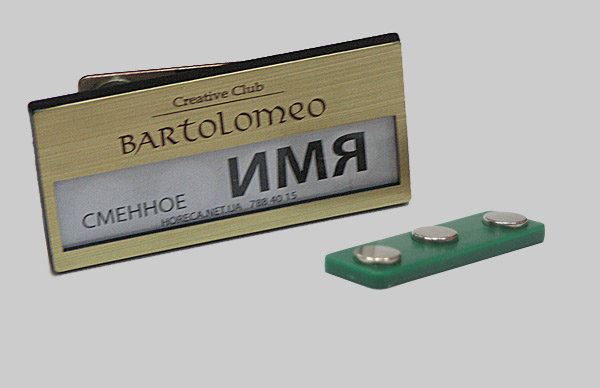 Creative Club
BARtoLomeo
СМЕННОЕ ИМЯ
HORECA.NET.UA 788 40 15